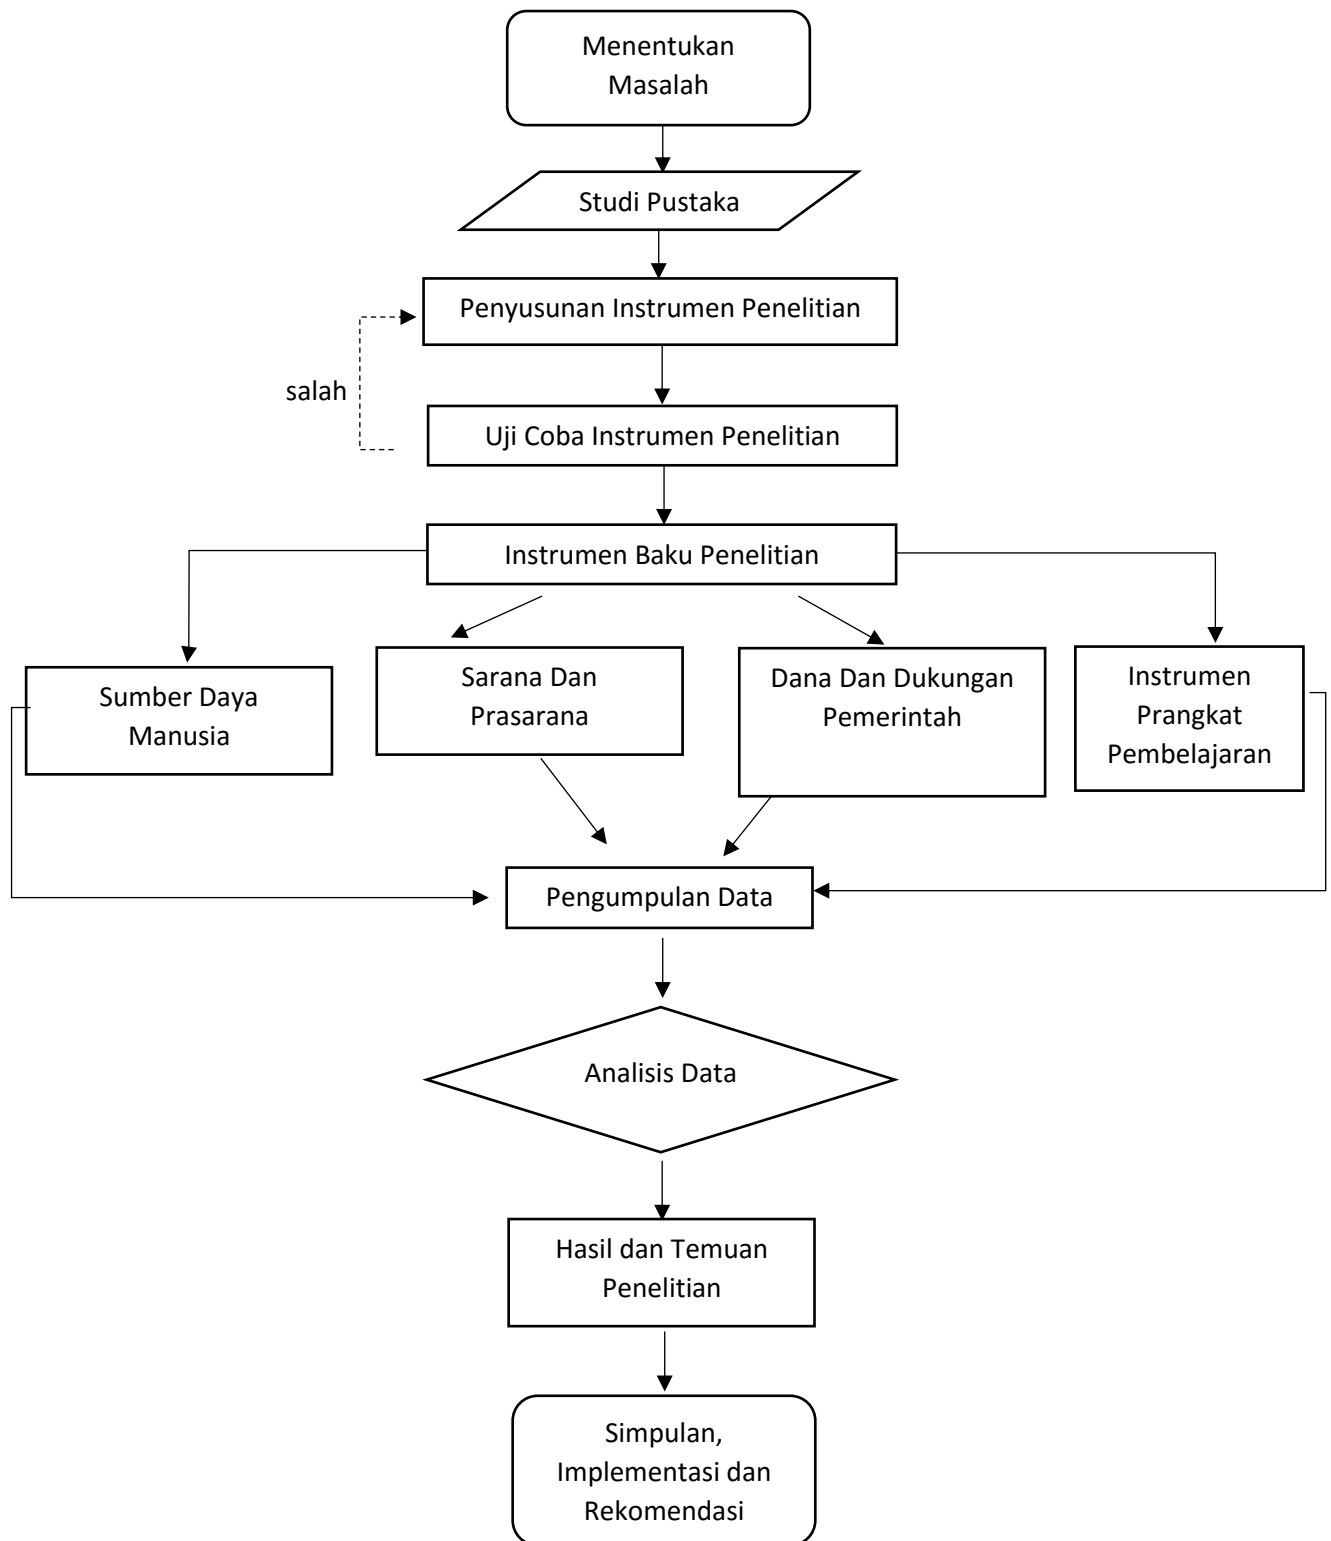 Menentukan
Masalah
Studi Pustaka
Penyusunan Instrumen Penelitian
salah
Uji Coba Instrumen Penelitian
Instrumen Baku Penelitian
Sumber Daya
Manusia
Sarana Dan
Prasarana
Dana Dan Dukungan
Pemerintah
Instrumen
Prangkat
Pembelajaran
Pengumpulan Data
Analisis Data
Hasil dan Temuan
Penelitian
Simpulan,
Implementasi dan
Rekomendasi